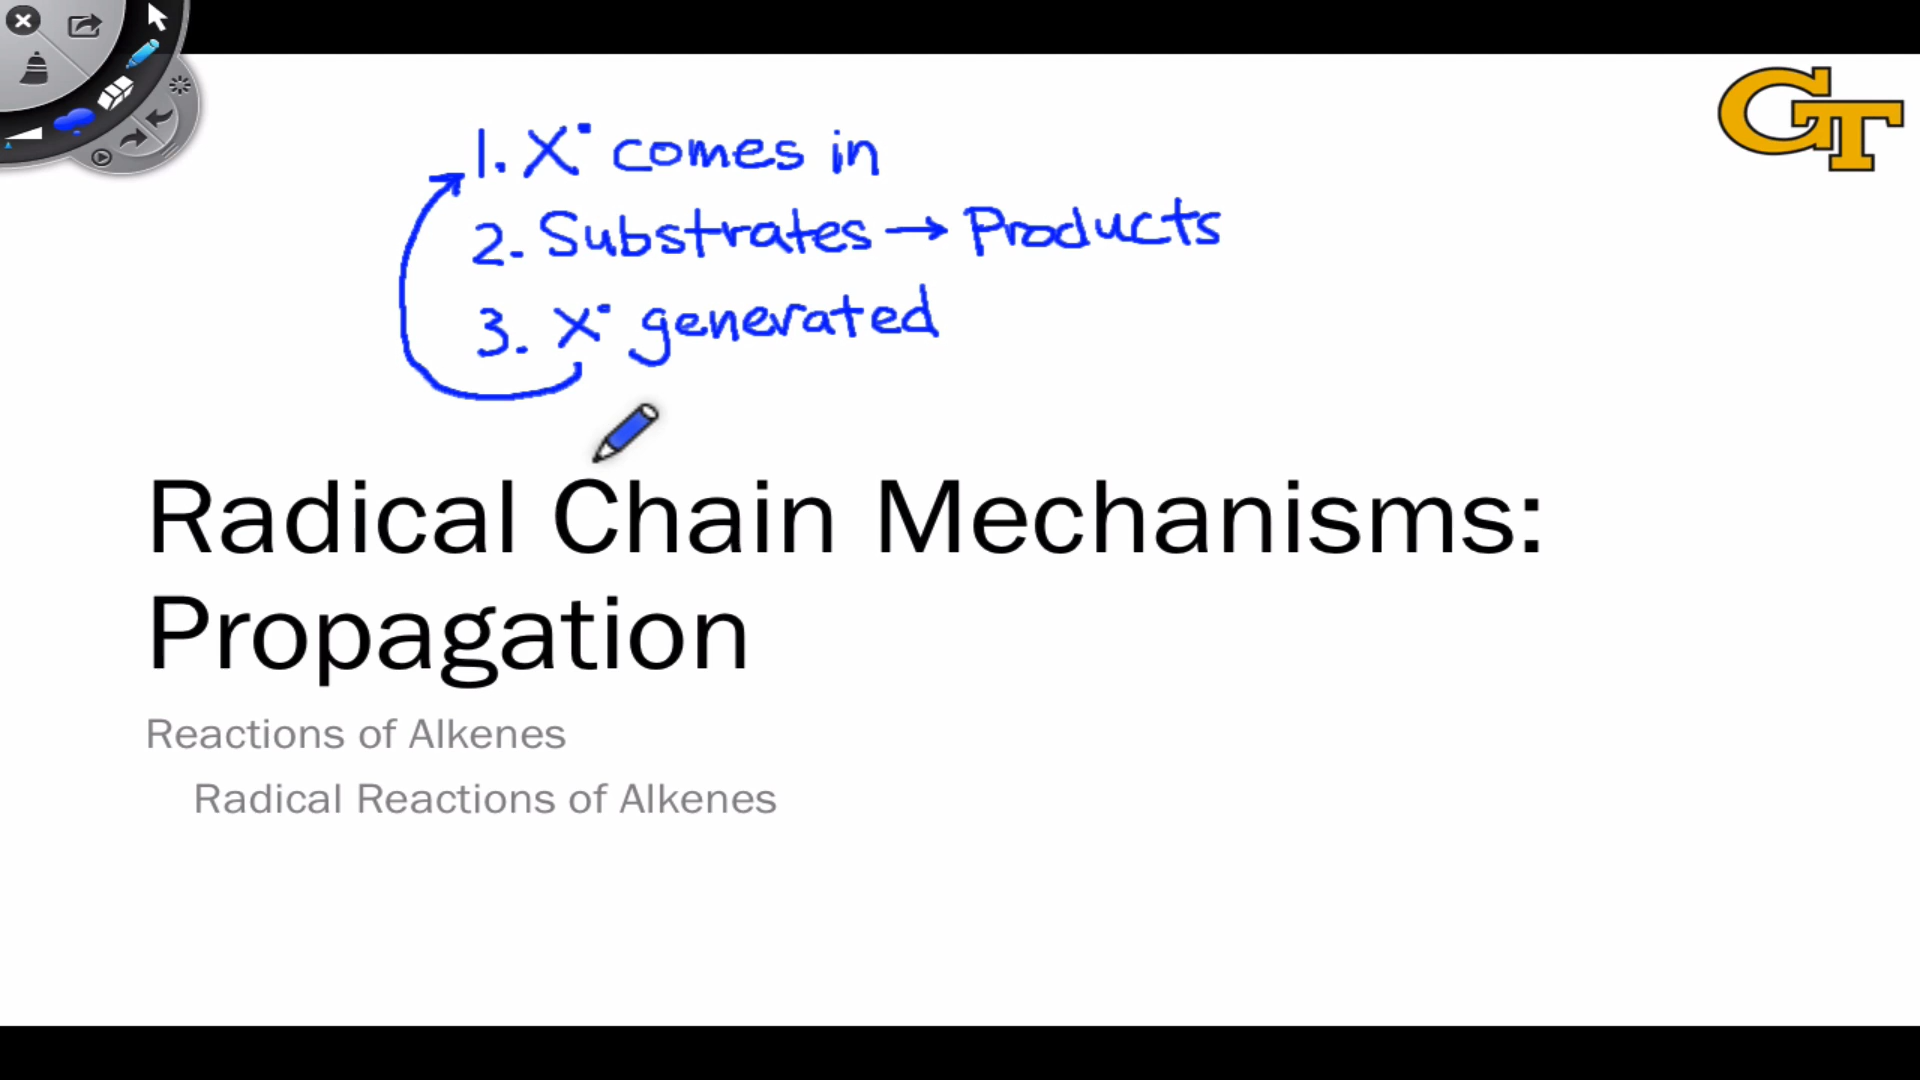 GT
1. X• comes in
2. Substrates → Products
3. X• generated
Radical Chain Mechanisms:
Propagation
Reactions of Alkenes
Radical Reactions of Alkenes